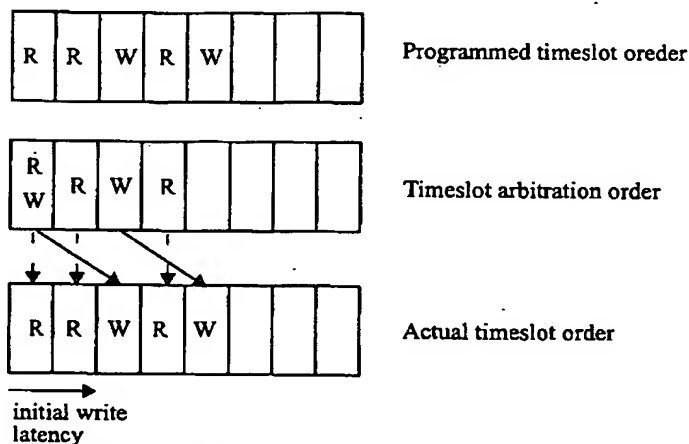 R R W R W Programmed timeslot oreder
R
W R W R Timeslot arbitration order
R R W R W Actual timeslot order
initial write
latency